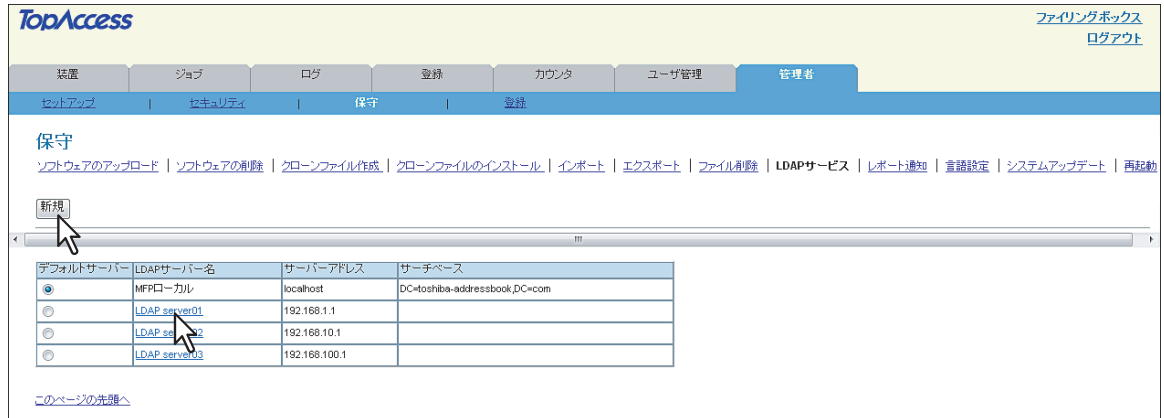 TopAccess
ファイリングボックス
ログアウト
装置 ジョブ ログ 登録 カウンタ ユーザ管理 管理者
セットアップ | セキュリティ | 保守 | 登録
保守
ソフトウェアのアップロード | ソフトウェアの削除 | クローンファイル作成 | クローンファイルのインストール | インポート | エクスポート | ファイル削除 | LDAPサービス | レポート通知 | 言語設定 | システムアップデート | 再起動
新規
デフォルトサーバー LDAPサーバー名 サーバーアドレス サーチベース
MFPローカル localhost DC=toshiba-addressbook,DC=com
LDAP server01 192.168.1.1
LDAP server02 192.168.10.1
LDAP server03 192.168.100.1
このページの先頭へ